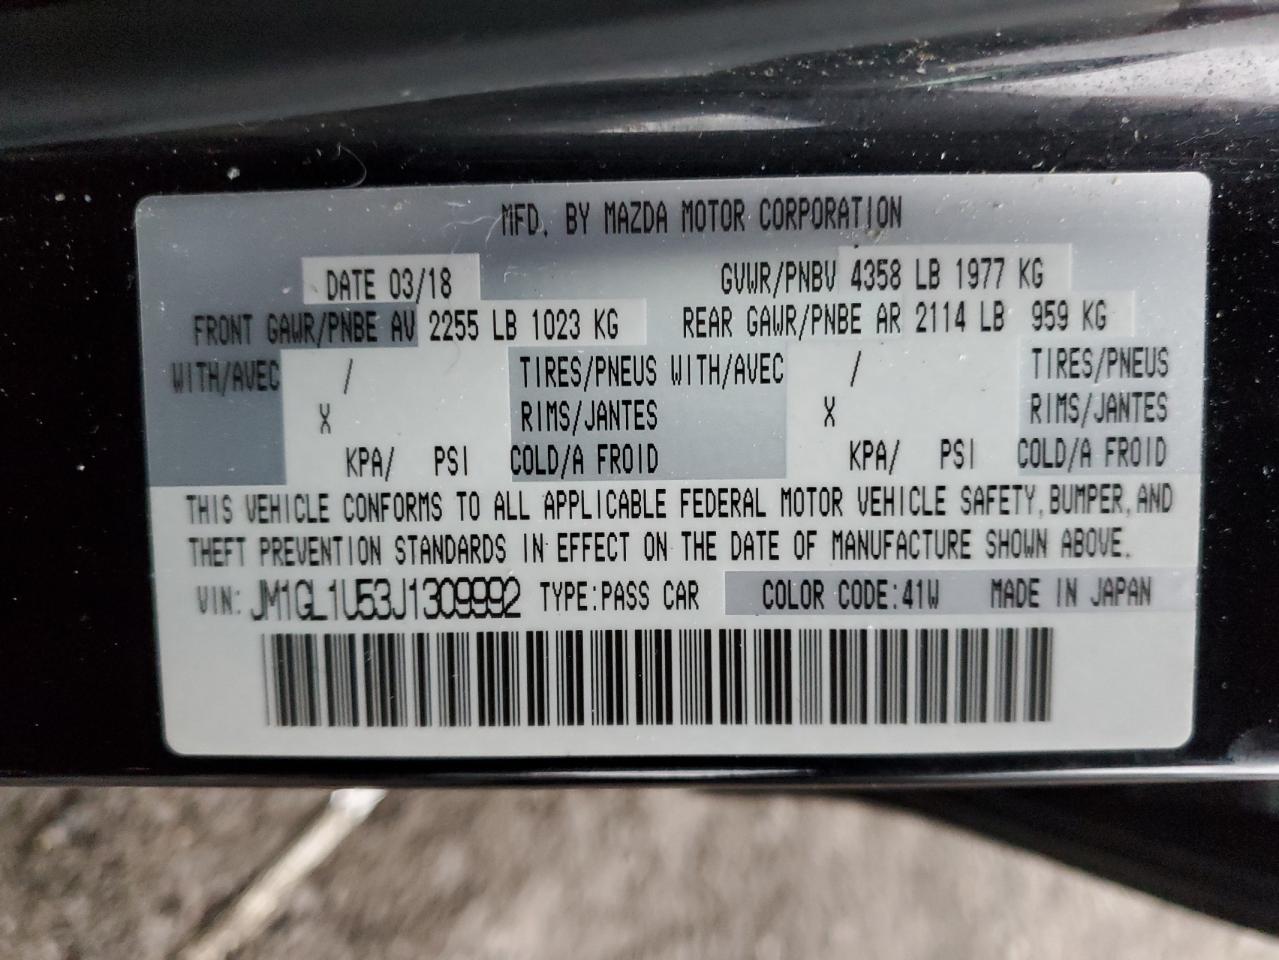 MFD. BY MAZDA MOTOR CORPORATION
DATE 03/18 GVWR/PNBV 4358 LB 1977 KG
FRONT GAWR/PNBE AV 2255 LB 1023 KG REAR GAWR/PNBE AR 2114 LB 959 KG
WITH/AVEC / TIRES/PNEUS WITH/AVEC / TIRES/PNEUS
X RIMS/JANTES X RIMS/JANTES
KPA/ PSI COLD/A FROID KPA/ PSI COLD/A FROID
THIS VEHICLE CONFORMS TO ALL APPLICABLE FEDERAL MOTOR VEHICLE SAFETY, BUMPER, AND
THEFT PREVENTION STANDARDS IN EFFECT ON THE DATE OF MANUFACTURE SHOWN ABOVE.
VIN: JM1GL1U53J1309992 TYPE:PASS CAR COLOR CODE:41W MADE IN JAPAN